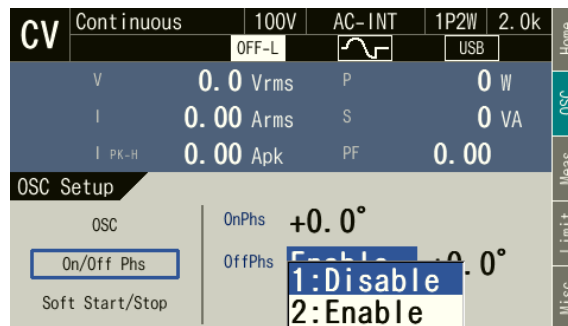 CV Continuous 100V AC-INT 1P2W 2.0k
OFF-L USB
V 0.0 Vrms P 0 W
I 0.00 Arms S 0 VA
I PK-H 0.00 Apk PF 0.00
OSC Setup
OSC OnPhs +0.0°
On/Off Phs OffPhs Enable +0.0°
1:Disable
Soft Start/Stop 2:Enable
Home
OSC
Meas
Limit
Misc